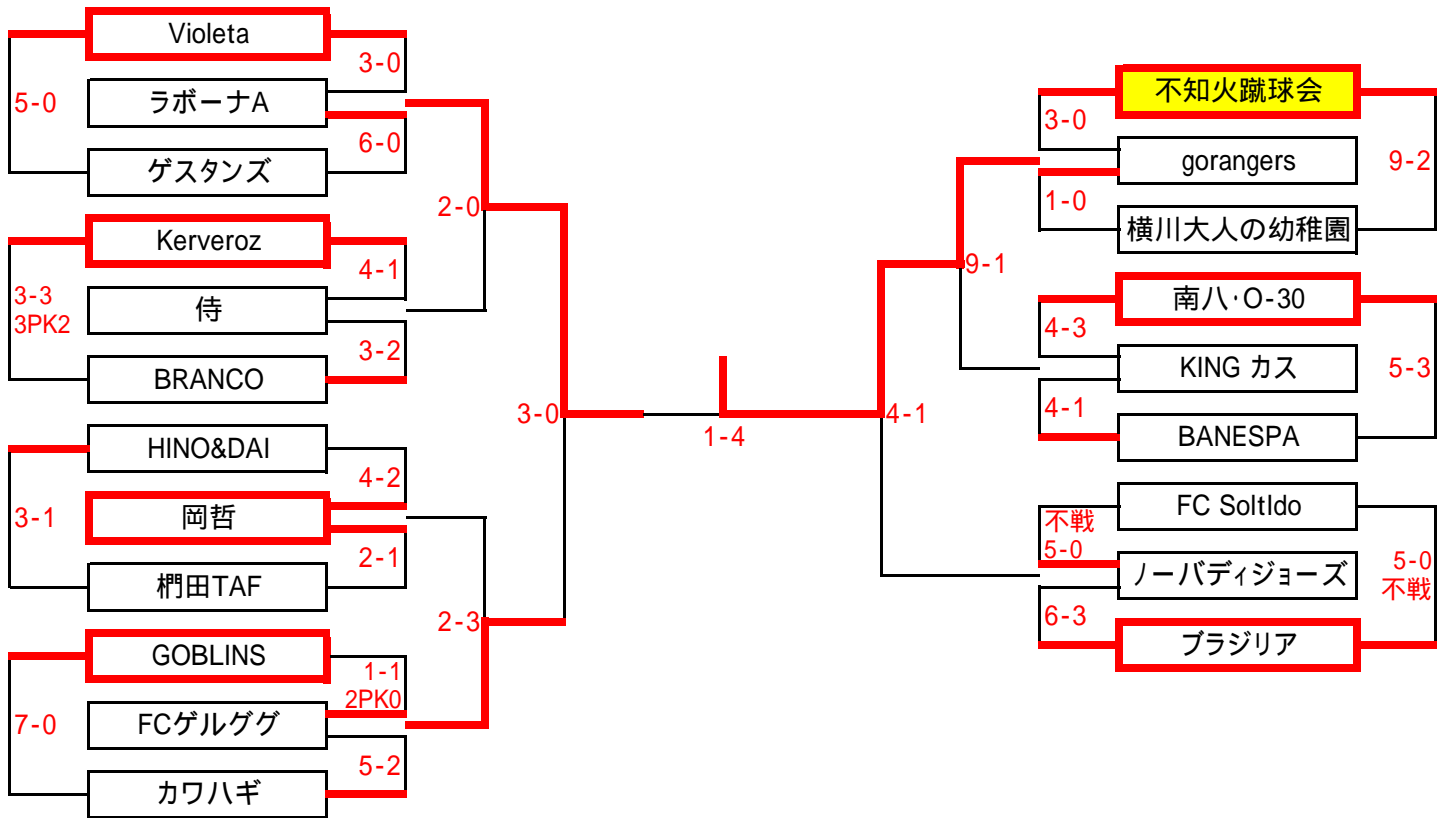 Violeta
3-0
5-0
ラボーナA
6-0
ゲスタンズ
2-0
Kerveroz
4-1
3-3
3PK2
侍
3-2
BRANCO
3-0
HINO&DAI
4-2
3-1
岡哲
2-1
椚田TAF
2-3
GOBLINS
1-1
2PK0
7-0
FCゲルググ
5-2
カワハギ
1-4
不知火蹴球会
3-0
gorangers
9-2
1-0
横川大人の幼稚園
9-1
南八・O-30
4-3
KING カス
5-3
4-1
BANESPA
4-1
FC SoltIdo
不戦
5-0
ノーバディジョーズ
5-0
不戦
6-3
ブラジリア